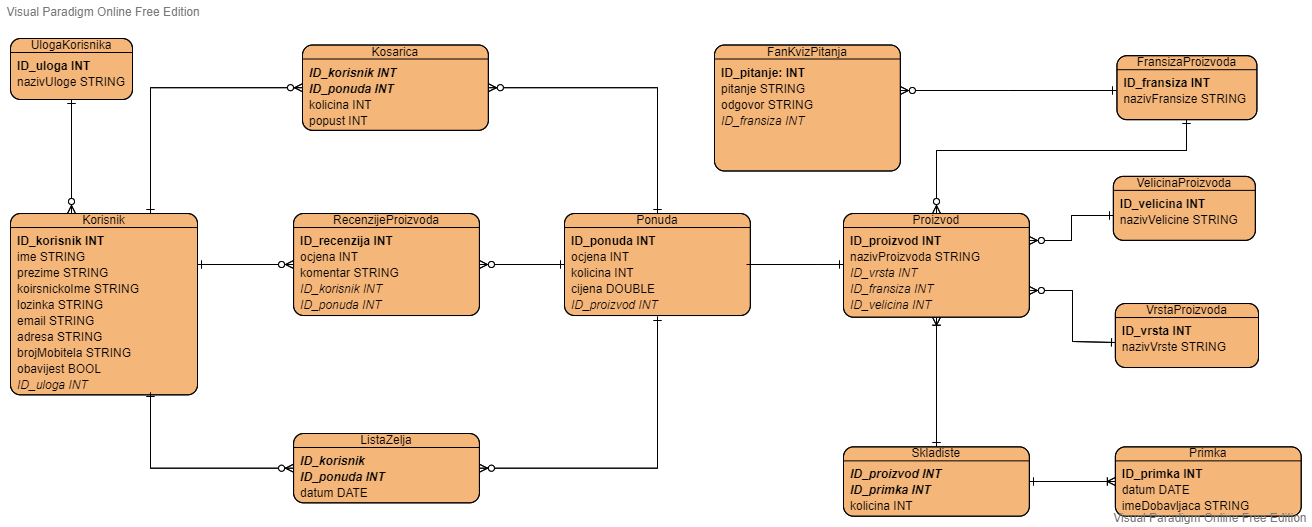 Visual Paradigm Online Free Edition
UlogaKorisnika
ID_uloga INT
nazivUloge STRING
Kosarica
ID_korisnik INT
ID_ponuda INT
kolicina INT
popust INT
FanKvizPitanja
ID_pitanje: INT
pitanje STRING
odgovor STRING
ID_fransiza INT
FransizaProizvoda
ID_fransiza INT
nazivFransize STRING
Korisnik
ID_korisnik INT
ime STRING
prezime STRING
koirsnickoIme STRING
lozinka STRING
email STRING
adresa STRING
brojMobitela STRING
obavijest BOOL
ID_uloga INT
RecenzijeProizvoda
ID_recenzija INT
ocjena INT
komentar STRING
ID_korisnik INT
ID_ponuda INT
Ponuda
ID_ponuda INT
ocjena INT
kolicina INT
cijena DOUBLE
ID_proizvod INT
Proizvod
ID_proizvod INT
nazivProizvoda STRING
ID_vrsta INT
ID_fransiza INT
ID_velicina INT
VelicinaProizvoda
ID_velicina INT
nazivVelicine STRING
VrstaProizvoda
ID_vrsta INT
nazivVrste STRING
ListaZelja
ID_korisnik
ID_ponuda INT
datum DATE
Skladiste
ID_proizvod INT
ID_primka INT
kolicina INT
Primka
ID_primka INT
datum DATE
imeDobavljaca STRING
Visual Paradigm Online Free Edition